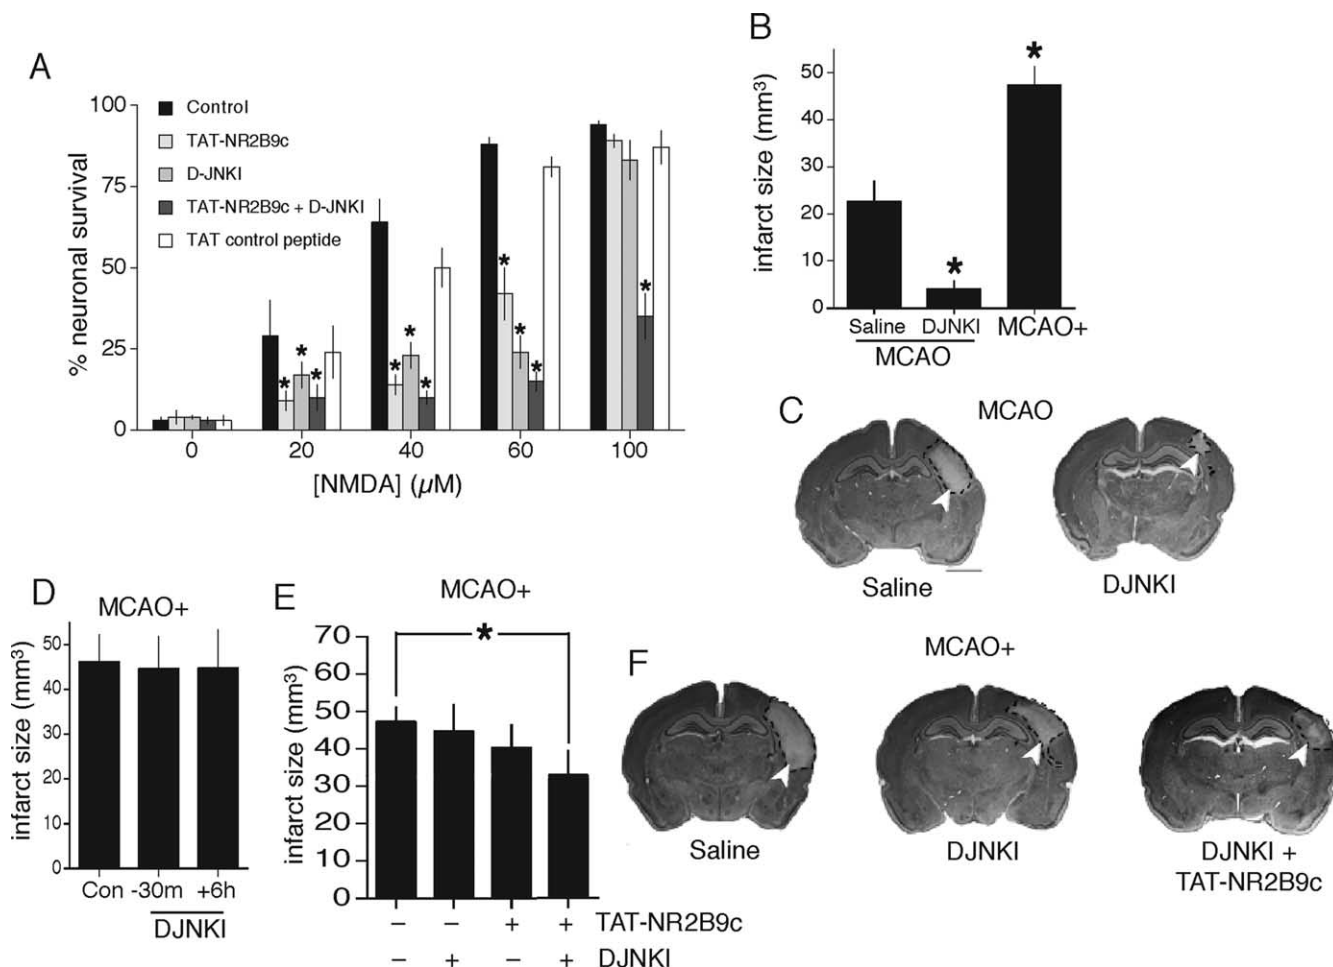 A
% neuronal survival
100
75
50
25
0
Control
TAT-NR2B9c
D-JNKI
TAT-NR2B9c + D-JNKI
TAT control peptide
* * *
* * *
* * *
*
0 20 40 60 100
[NMDA] (µM)
B
infarct size (mm³)
50
40
30
20
10
0
*
*
Saline DJNKI MCAO+
MCAO
C
MCAO
Saline
DJNKI
D
MCAO+
infarct size (mm³)
50
40
30
20
10
0
Con -30m +6h
DJNKI
E
MCAO+
infarct size (mm³)
70
60
50
40
30
20
10
0
*
– – + + TAT-NR2B9c
– + – + DJNKI
F
MCAO+
Saline
DJNKI
DJNKI +
TAT-NR2B9c